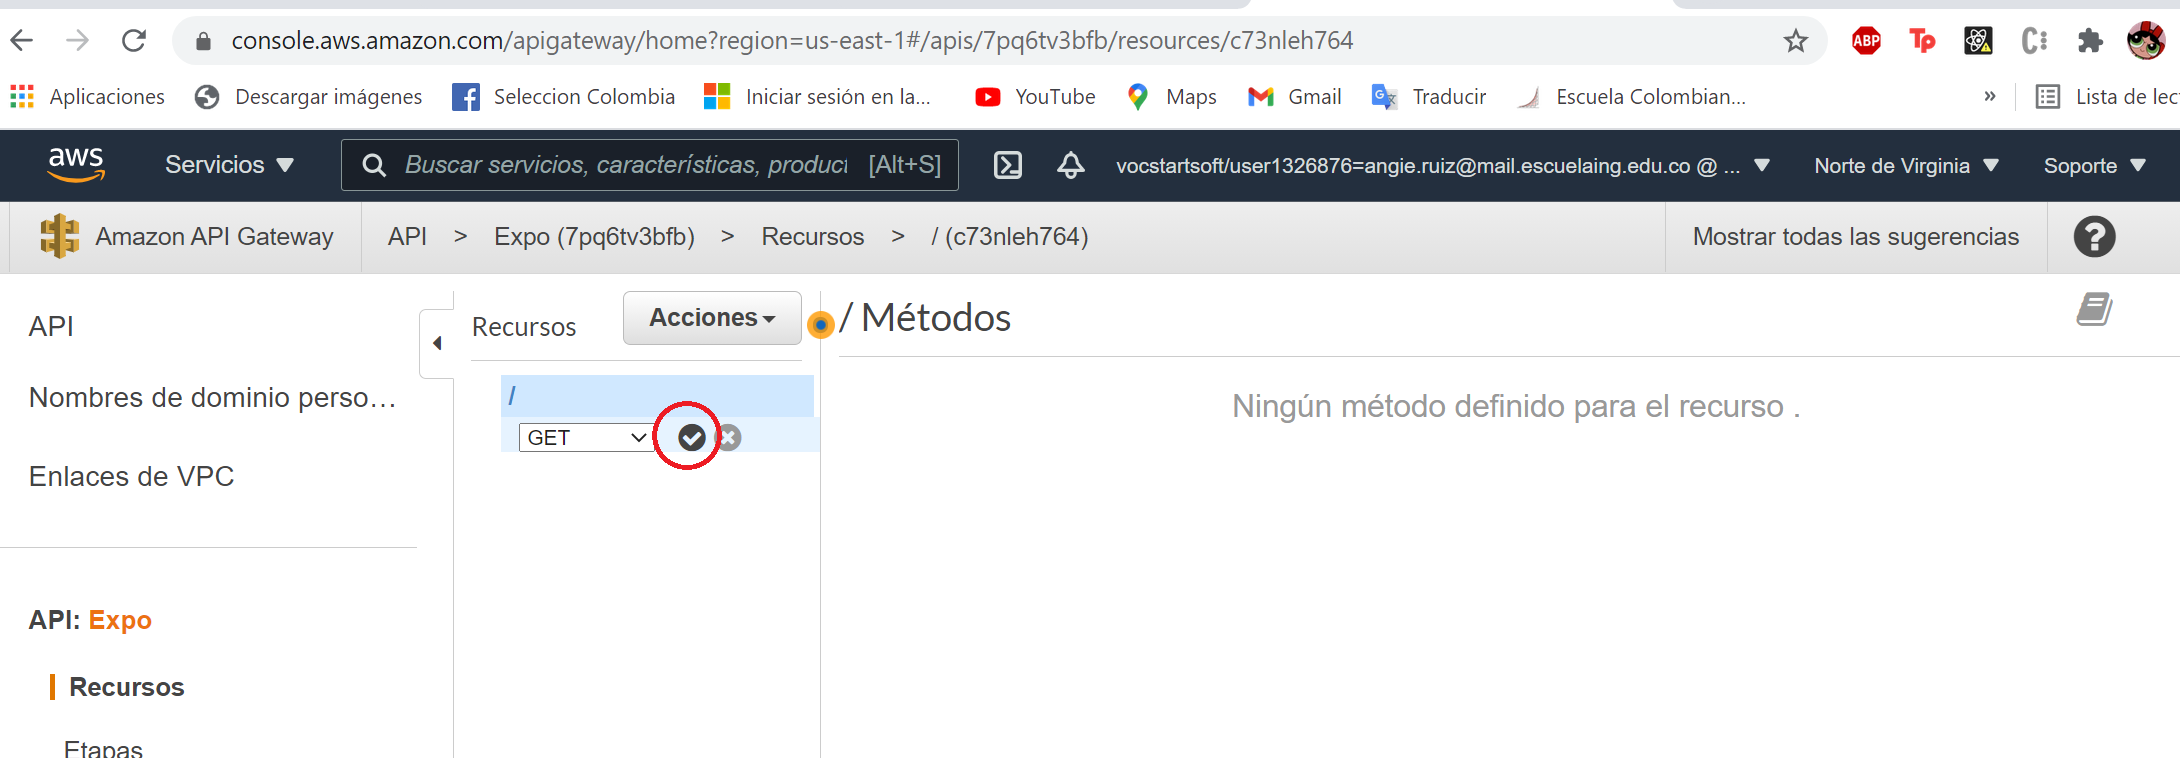 console.aws.amazon.com/apigateway/home?region=us-east-1#/apis/7pq6tv3bfb/resources/c73nleh764 ABP Tp C
Aplicaciones Descargar imágenes Seleccion Colombia Iniciar sesión en la... YouTube Maps Gmail Traducir Escuela Colombian... » Lista de lec
aws Servicios Buscar servicios, características, product [Alt+S] vocstartsoft/user1326876=angie.ruiz@mail.escuelaing.edu.co @ ... Norte de Virginia Soporte
Amazon API Gateway API > Expo (7pq6tv3bfb) > Recursos > / (c73nleh764) Mostrar todas las sugerencias ?
API
Nombres de dominio perso…
Enlaces de VPC
API: Expo
Recursos
Etapas
Recursos Acciones
/
GET
/ Métodos
Ningún método definido para el recurso .